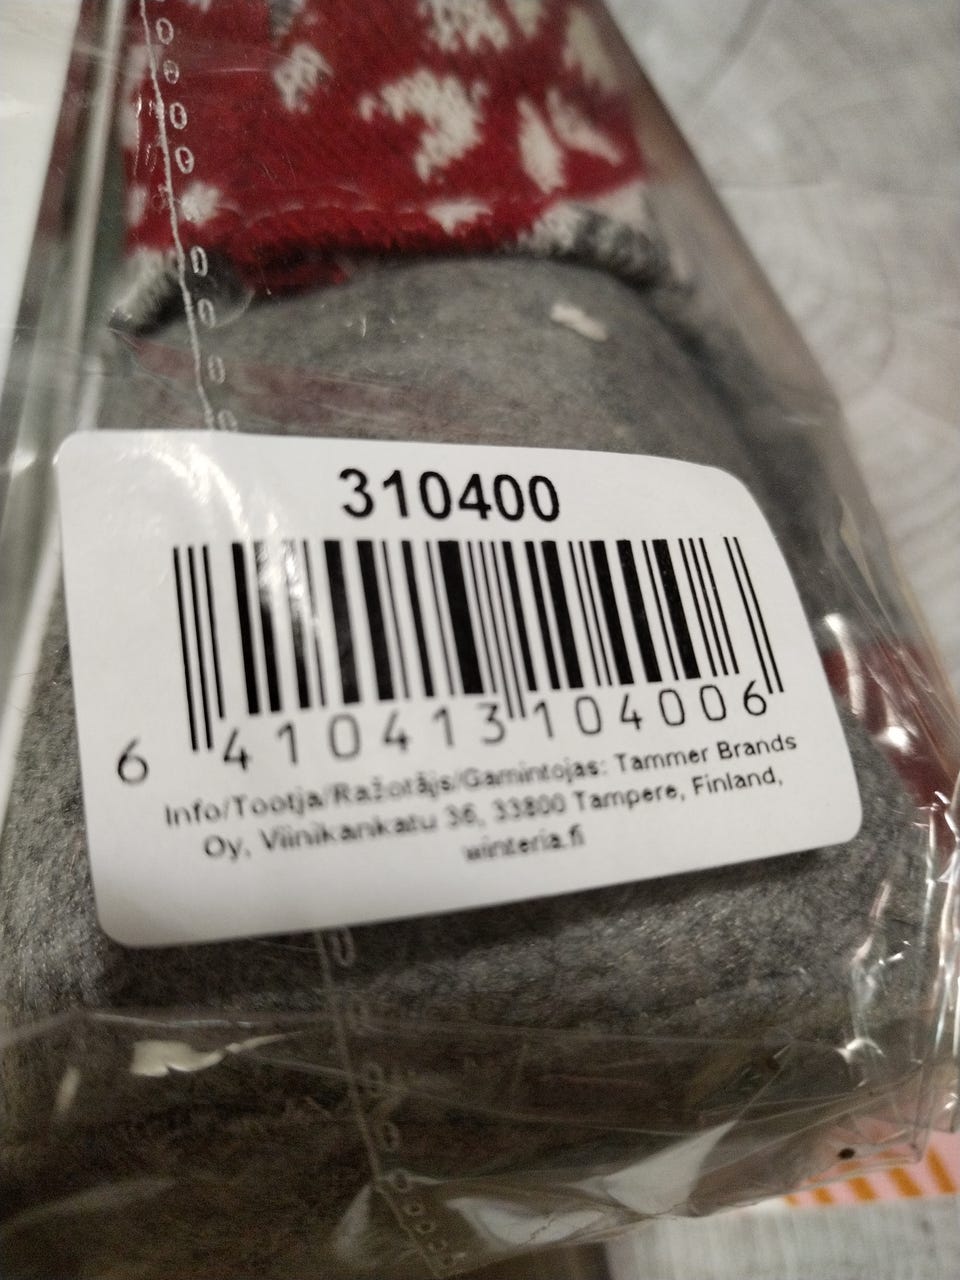 310400
6 410413 104006
Info/Tootja/Ražotājs/Gamintojas: Tammer Brands
Oy, Viinikankatu 36, 33800 Tampere, Finland,
winteria.fi